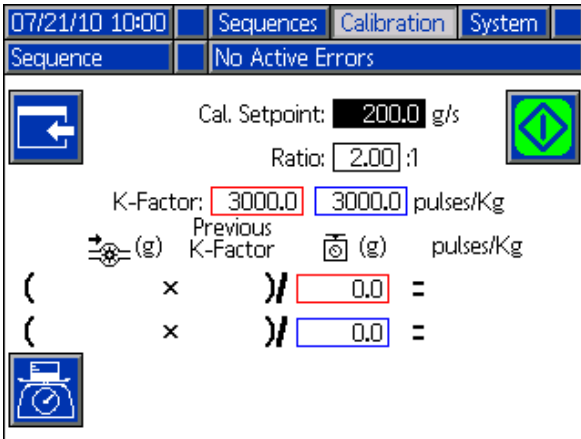 07/21/10 10:00 Sequences Calibration System
Sequence No Active Errors
Cal. Setpoint: 200.0 g/s
Ratio: 2.00 :1
K-Factor: 3000.0 3000.0 pulses/Kg
(g) Previous K-Factor (g) pulses/Kg
( × )/ 0.0 =
( × )/ 0.0 =